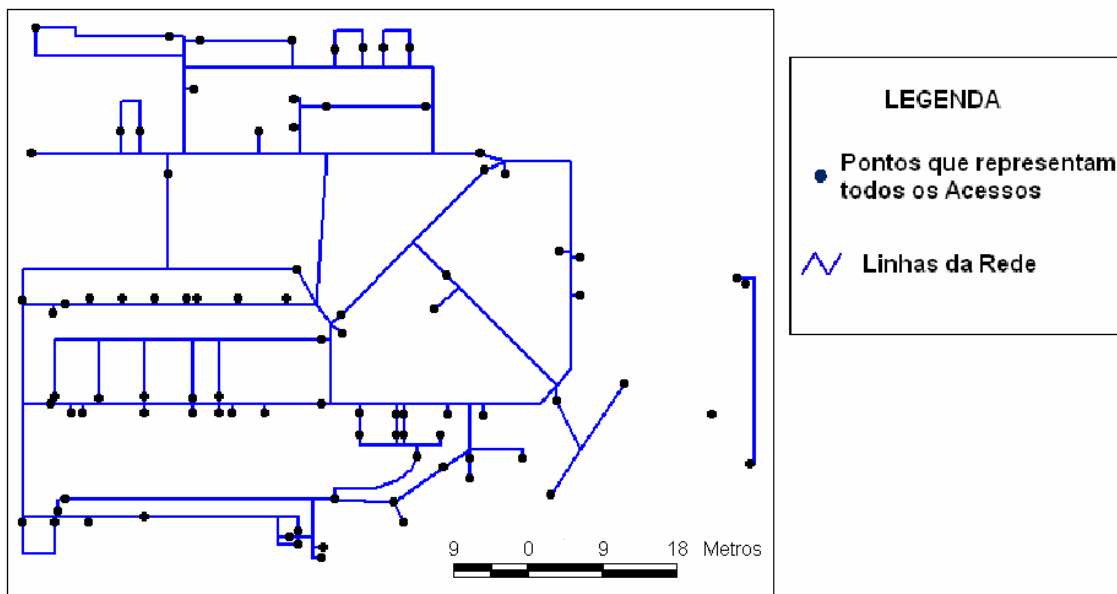 LEGENDA
Pontos que representam
todos os Acessos
Linhas da Rede
9 0 9 18 Metros